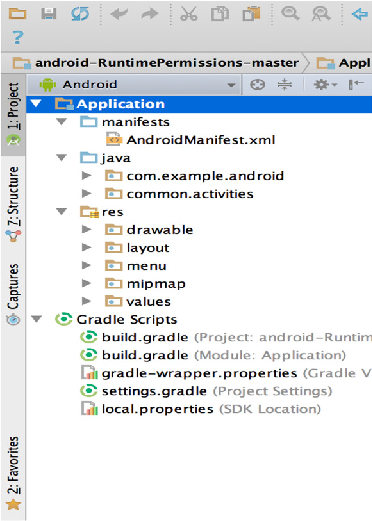 ?
android-RuntimePermissions-master
Appl
Android
Application
manifests
AndroidManifest.xml
java
com.example.android
common.activities
res
drawable
layout
menu
mipmap
values
Gradle Scripts
build.gradle (Project: android-Runtim
build.gradle (Module: Application)
gradle-wrapper.properties (Gradle V
settings.gradle (Project Settings)
local.properties (SDK Location)
1: Project
7: Structure
Captures
2: Favorites